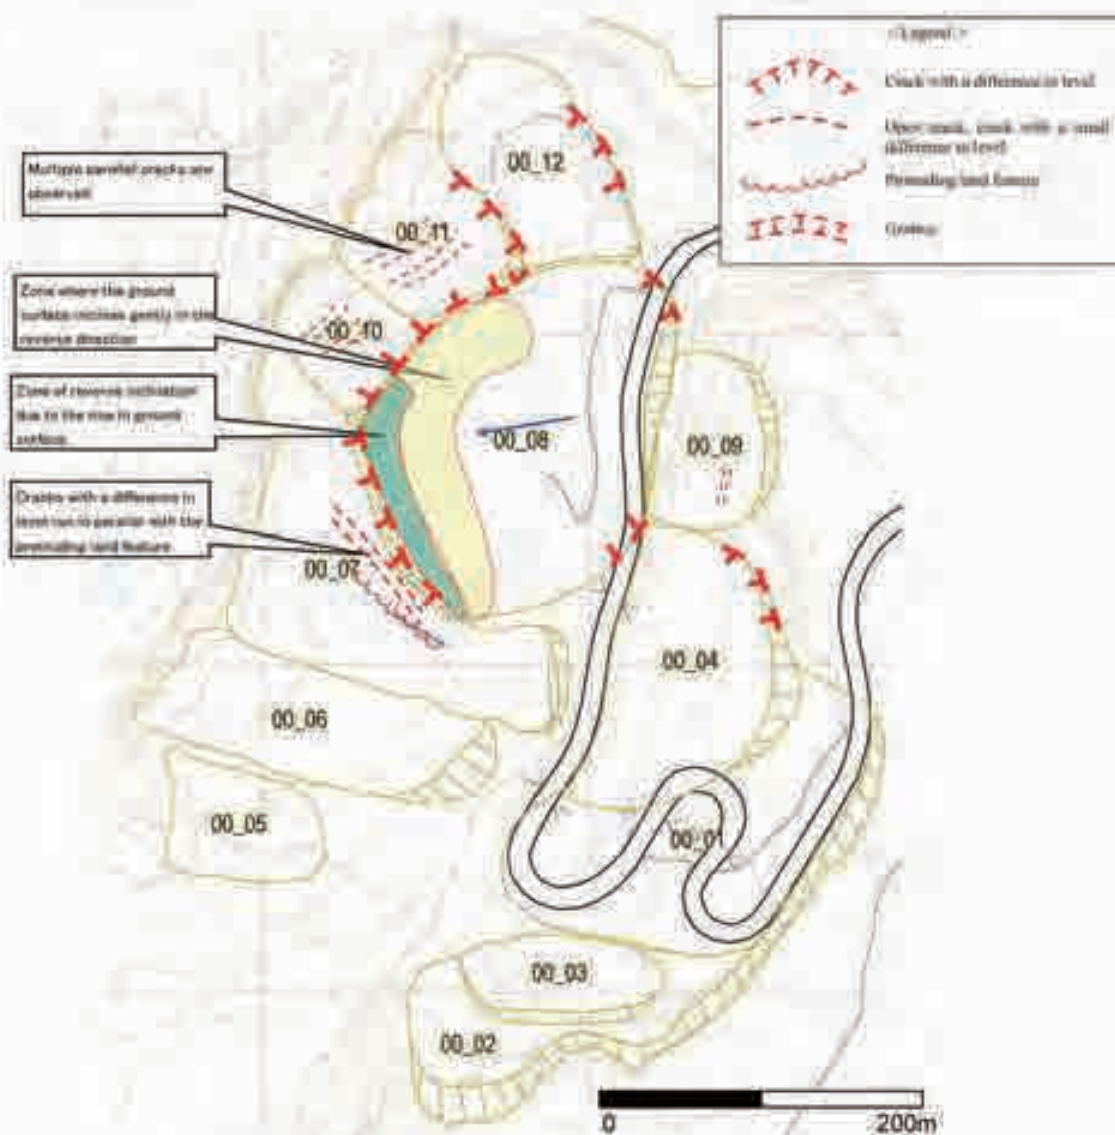 <Legend>
Crack with a difference in level
Open crack, crack with a small
difference in level
Protruding land feature
Multiple parallel cracks are
observed
Zone where the ground
surface inclines gently in the
reverse direction
Zone of reverse inclination
due to the rise in ground
surface
Cracks with a difference in
level run in parallel with the
protruding land feature
00_12
00_11
00_10
00_08
00_09
00_07
00_04
00_06
00_05
00_01
00_03
00_02
0
200m